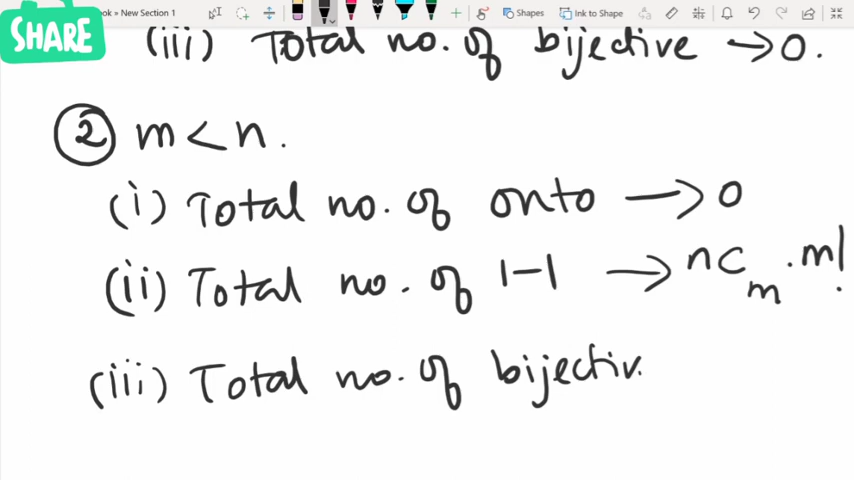 ook » New Section 1
Shapes
Ink to Shape
SHARE
(iii) Total no. of bijective → 0.
② m < n.
(i) Total no. of onto → 0
(ii) Total no. of 1-1 → nCm . m!
(iii) Total no. of bijectiv